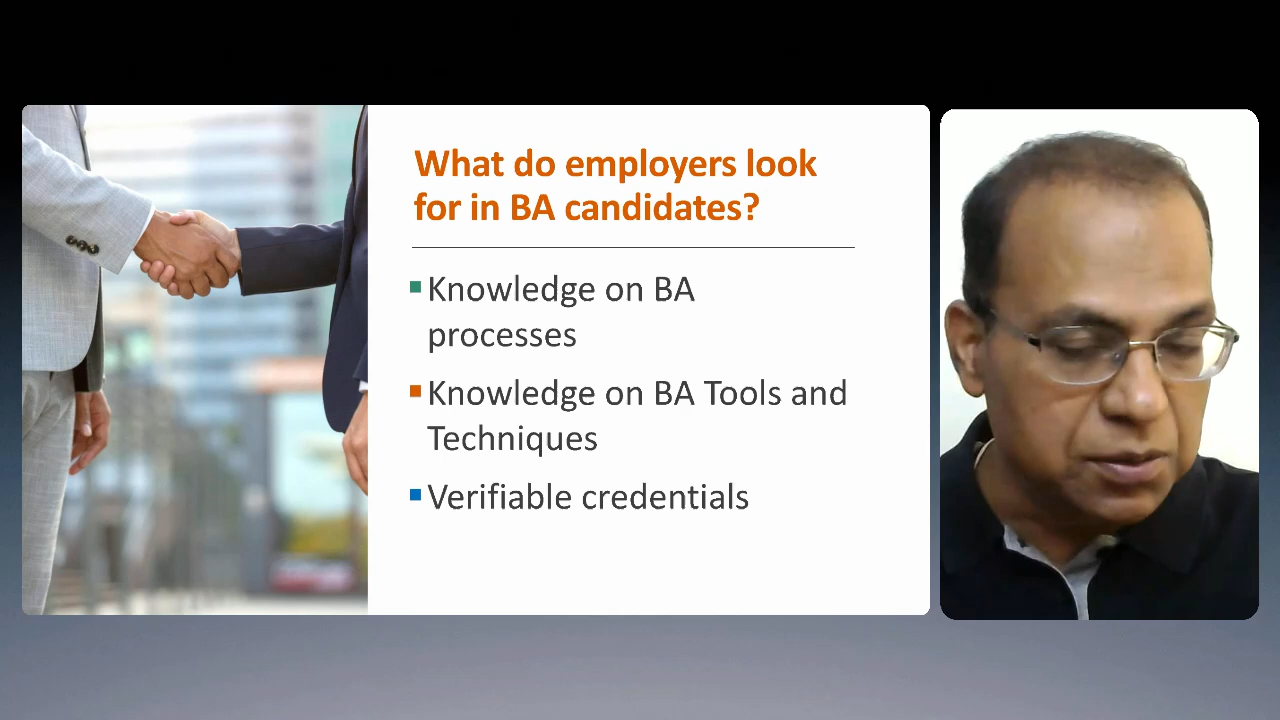 What do employers look
for in BA candidates?
Knowledge on BA
processes
Knowledge on BA Tools and
Techniques
Verifiable credentials